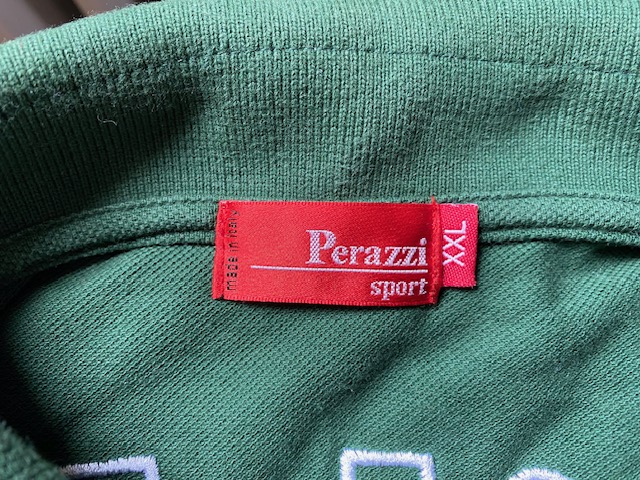 made in italy
Perazzi
sport
XXL